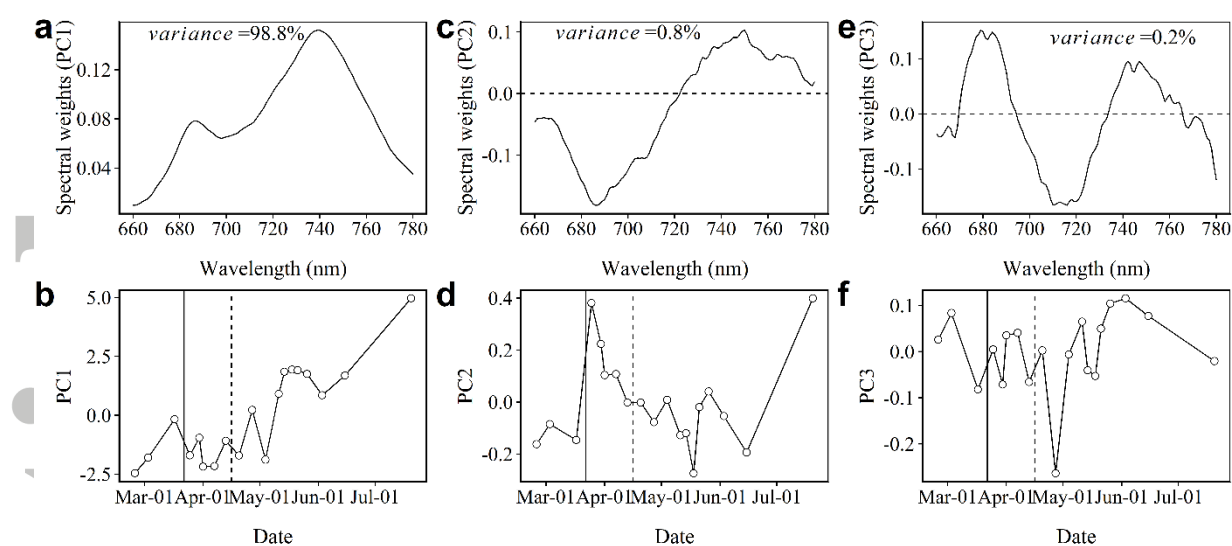 a
variance =98.8%
Spectral weights (PC1)
0.12
0.08
0.04
660 680 700 720 740 760 780
Wavelength (nm)
c
variance =0.8%
Spectral weights (PC2)
0.1
0.0
-0.1
660 680 700 720 740 760 780
Wavelength (nm)
e
variance =0.2%
Spectral weights (PC3)
0.1
0.0
-0.1
660 680 700 720 740 760 780
Wavelength (nm)
b
PC1
5.0
2.5
0.0
-2.5
Mar-01 Apr-01 May-01 Jun-01 Jul-01
Date
d
PC2
0.4
0.2
0.0
-0.2
Mar-01 Apr-01 May-01 Jun-01 Jul-01
Date
f
PC3
0.1
0.0
-0.1
-0.2
Mar-01 Apr-01 May-01 Jun-01 Jul-01
Date